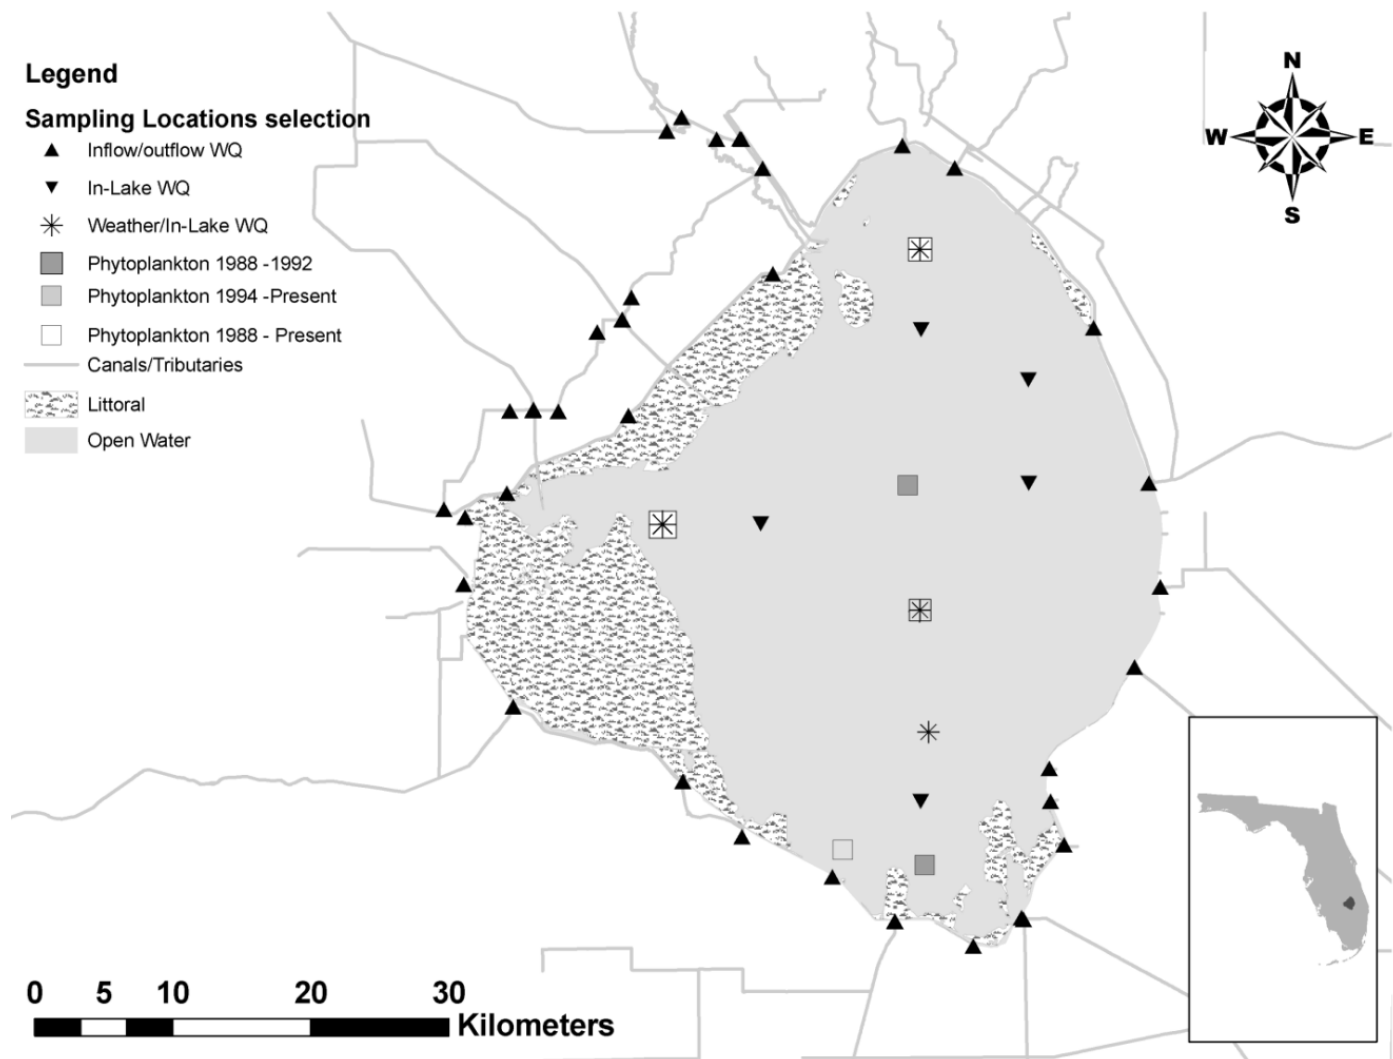 Legend
Sampling Locations selection
Inflow/outflow WQ
In-Lake WQ
Weather/In-Lake WQ
Phytoplankton 1988 -1992
Phytoplankton 1994 -Present
Phytoplankton 1988 - Present
Canals/Tributaries
Littoral
Open Water
N
W E
S
0 5 10 20 30
Kilometers